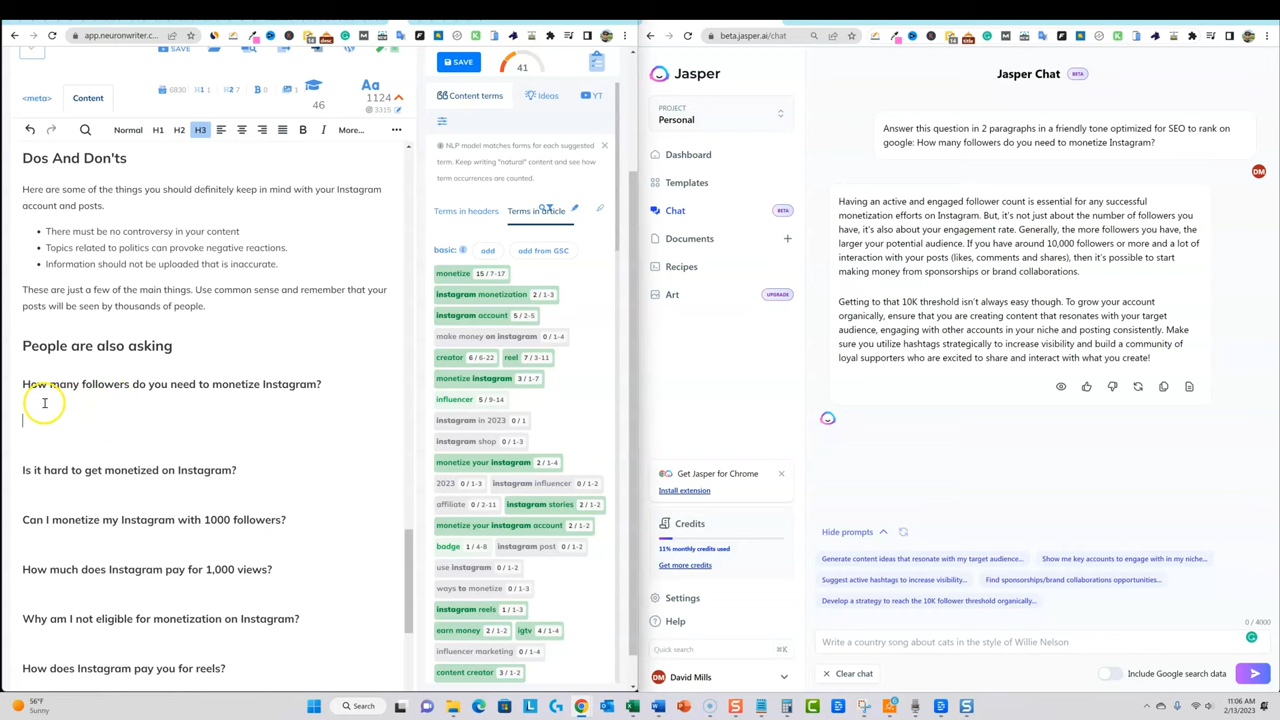 app.neuronwriter.c...
beta.jasper.ai/chat
SAVE
<meta>
Content
6830
H1 1
H2 7
B 0
1
46
Aa
1124
3315
Normal
H1
H2
H3
B
I
More...
Dos And Don'ts
Here are some of the things you should definitely keep in mind with your Instagram
account and posts.
There must be no controversy in your content
Topics related to politics can provoke negative reactions.
Information should not be uploaded that is inaccurate.
These are just a few of the main things. Use common sense and remember that your
posts will be seen by thousands of people.
People are also asking
How many followers do you need to monetize Instagram?
Is it hard to get monetized on Instagram?
Can I monetize my Instagram with 1000 followers?
How much does Instagram pay for 1,000 views?
Why am I not eligible for monetization on Instagram?
How does Instagram pay you for reels?
SAVE
41
Content terms
Ideas
YT
NLP model matches forms for each suggested
term. Keep writing "natural" content and see how
term occurrences are counted.
Terms in headers
Terms in article
basic:
add
add from GSC
monetize 15 / 7-17
instagram monetization 2 / 1-3
instagram account 5 / 2-5
make money on instagram 0 / 1-4
creator 6 / 6-22
reel 7 / 3-11
monetize instagram 3 / 1-7
influencer 5 / 9-14
instagram in 2023 0 / 1
instagram shop 0 / 1-3
monetize your instagram 2 / 1-4
2023 0 / 1-3
instagram influencer 0 / 1-2
affiliate 0 / 2-11
instagram stories 2 / 1-2
monetize your instagram account 2 / 1-2
badge 1 / 4-8
instagram post 0 / 1-2
use instagram 0 / 1-2
ways to monetize 0 / 1-3
instagram reels 1 / 1-3
earn money 2 / 1-2
igtv 4 / 1-4
influencer marketing 0 / 1-4
content creator 3 / 1-2
Jasper
PROJECT
Personal
Dashboard
Templates
Chat
BETA
Documents
Recipes
Art
UPGRADE
Get Jasper for Chrome
Install extension
Credits
11% monthly credits used
Get more credits
Settings
Help
Quick search
⌘K
DM
David Mills
Jasper Chat
BETA
Answer this question in 2 paragraphs in a friendly tone optimized for SEO to rank on
google: How many followers do you need to monetize Instagram?
DM
Having an active and engaged follower count is essential for any successful
monetization efforts on Instagram. But, it's not just about the number of followers you
have, it's also about your engagement rate. Generally, the more followers you have, the
larger your potential audience. If you have around 10,000 followers or more and a lot of
interaction with your posts (likes, comments and shares), then it's possible to start
making money from sponsorships or brand collaborations.
Getting to that 10K threshold isn't always easy though. To grow your account
organically, ensure that you are creating content that resonates with your target
audience, engaging with other accounts in your niche and posting consistently. Make
sure you utilize hashtags strategically to increase visibility and build a community of
loyal supporters who are excited to share and interact with what you create!
Hide prompts
Generate content ideas that resonate with my target audience...
Show me key accounts to engage with in my niche...
Suggest active hashtags to increase visibility...
Find sponsorships/brand collaborations opportunities...
Develop a strategy to reach the 10K follower threshold organically...
0 / 4000
Write a country song about cats in the style of Willie Nelson
Clear chat
Include Google search data
56°F
Sunny
Search
11:06 AM
2/13/2023